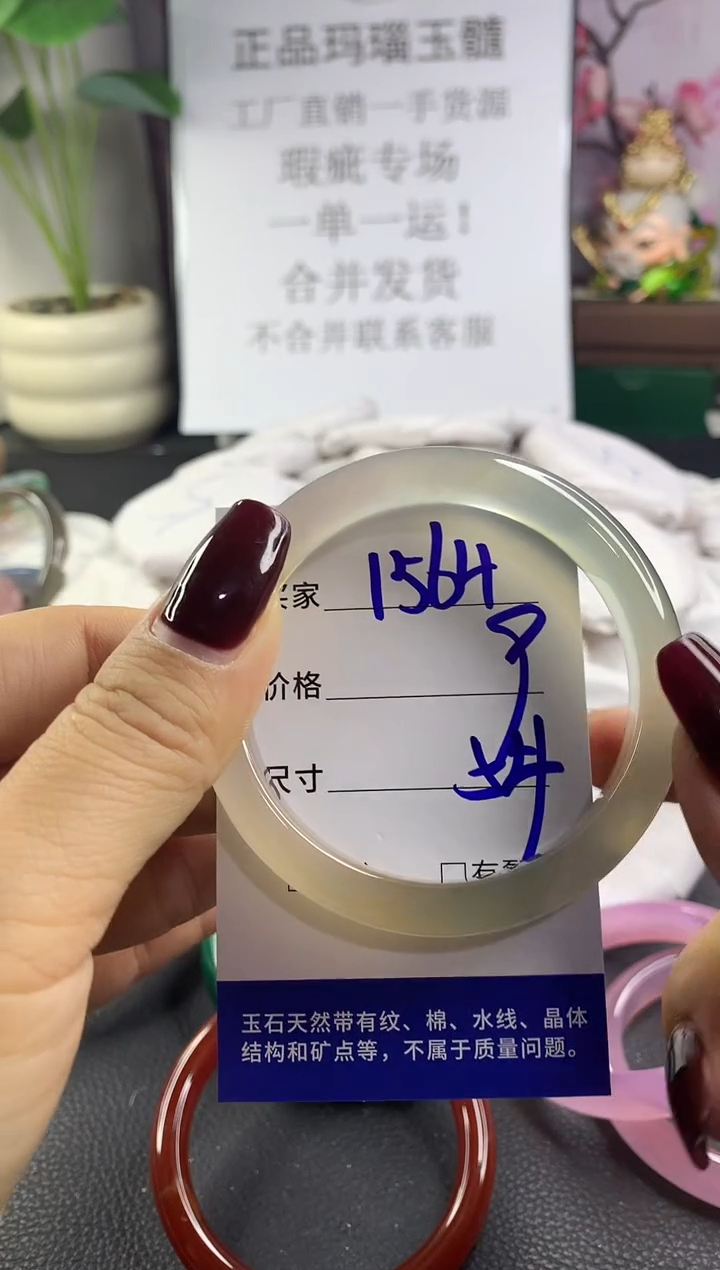 正品玛瑙玉髓
工厂直销一手货源
瑕疵专场
一单一运！
合并发货
不合并联系客服
买家 1564
价格
尺寸
□有
玉石天然带有纹、棉、水线、晶体
结构和矿点等，不属于质量问题。